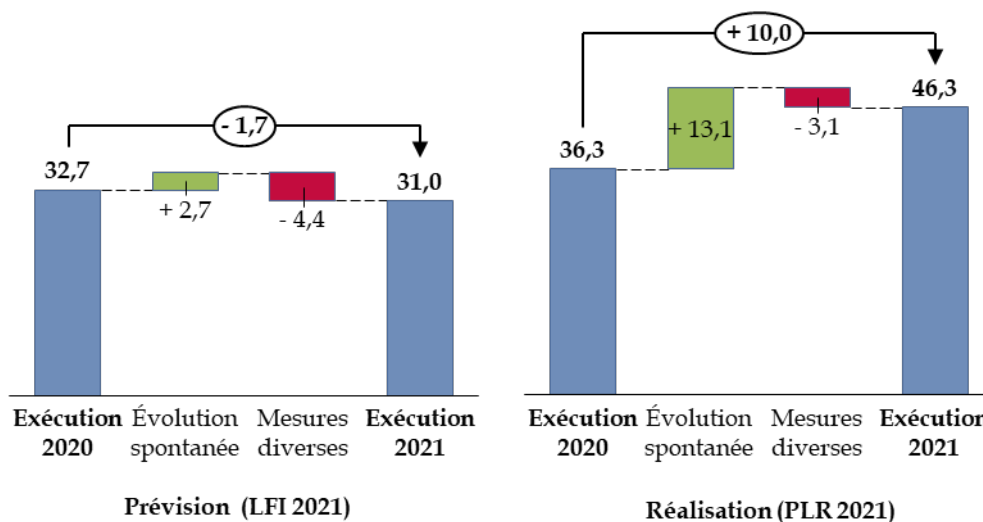 - 1,7
32,7
31,0
+ 2,7
- 4,4
Exécution
2020
Évolution
spontanée
Mesures
diverses
Exécution
2021
Prévision (LFI 2021)
+ 10,0
46,3
36,3
+ 13,1
- 3,1
Exécution
2020
Évolution
spontanée
Mesures
diverses
Exécution
2021
Réalisation (PLR 2021)